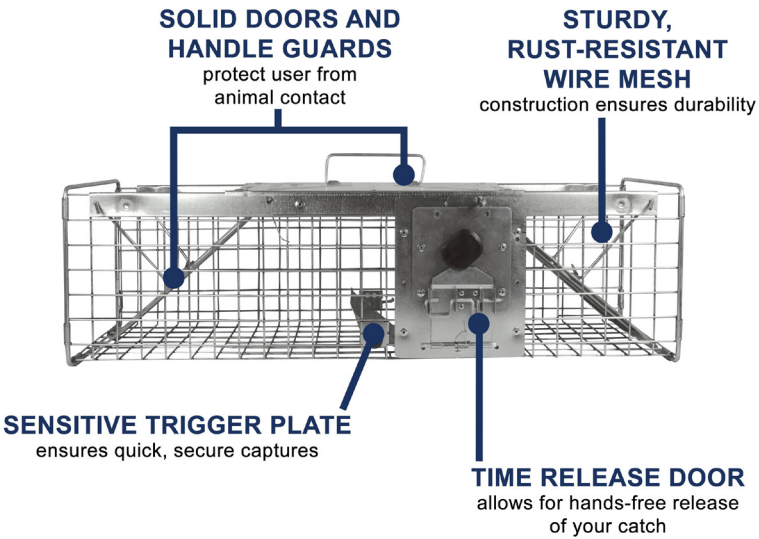 SOLID DOORS AND
HANDLE GUARDS
protect user from
animal contact
STURDY,
RUST-RESISTANT
WIRE MESH
construction ensures durability
SENSITIVE TRIGGER PLATE
ensures quick, secure captures
TIME RELEASE DOOR
allows for hands-free release
of your catch